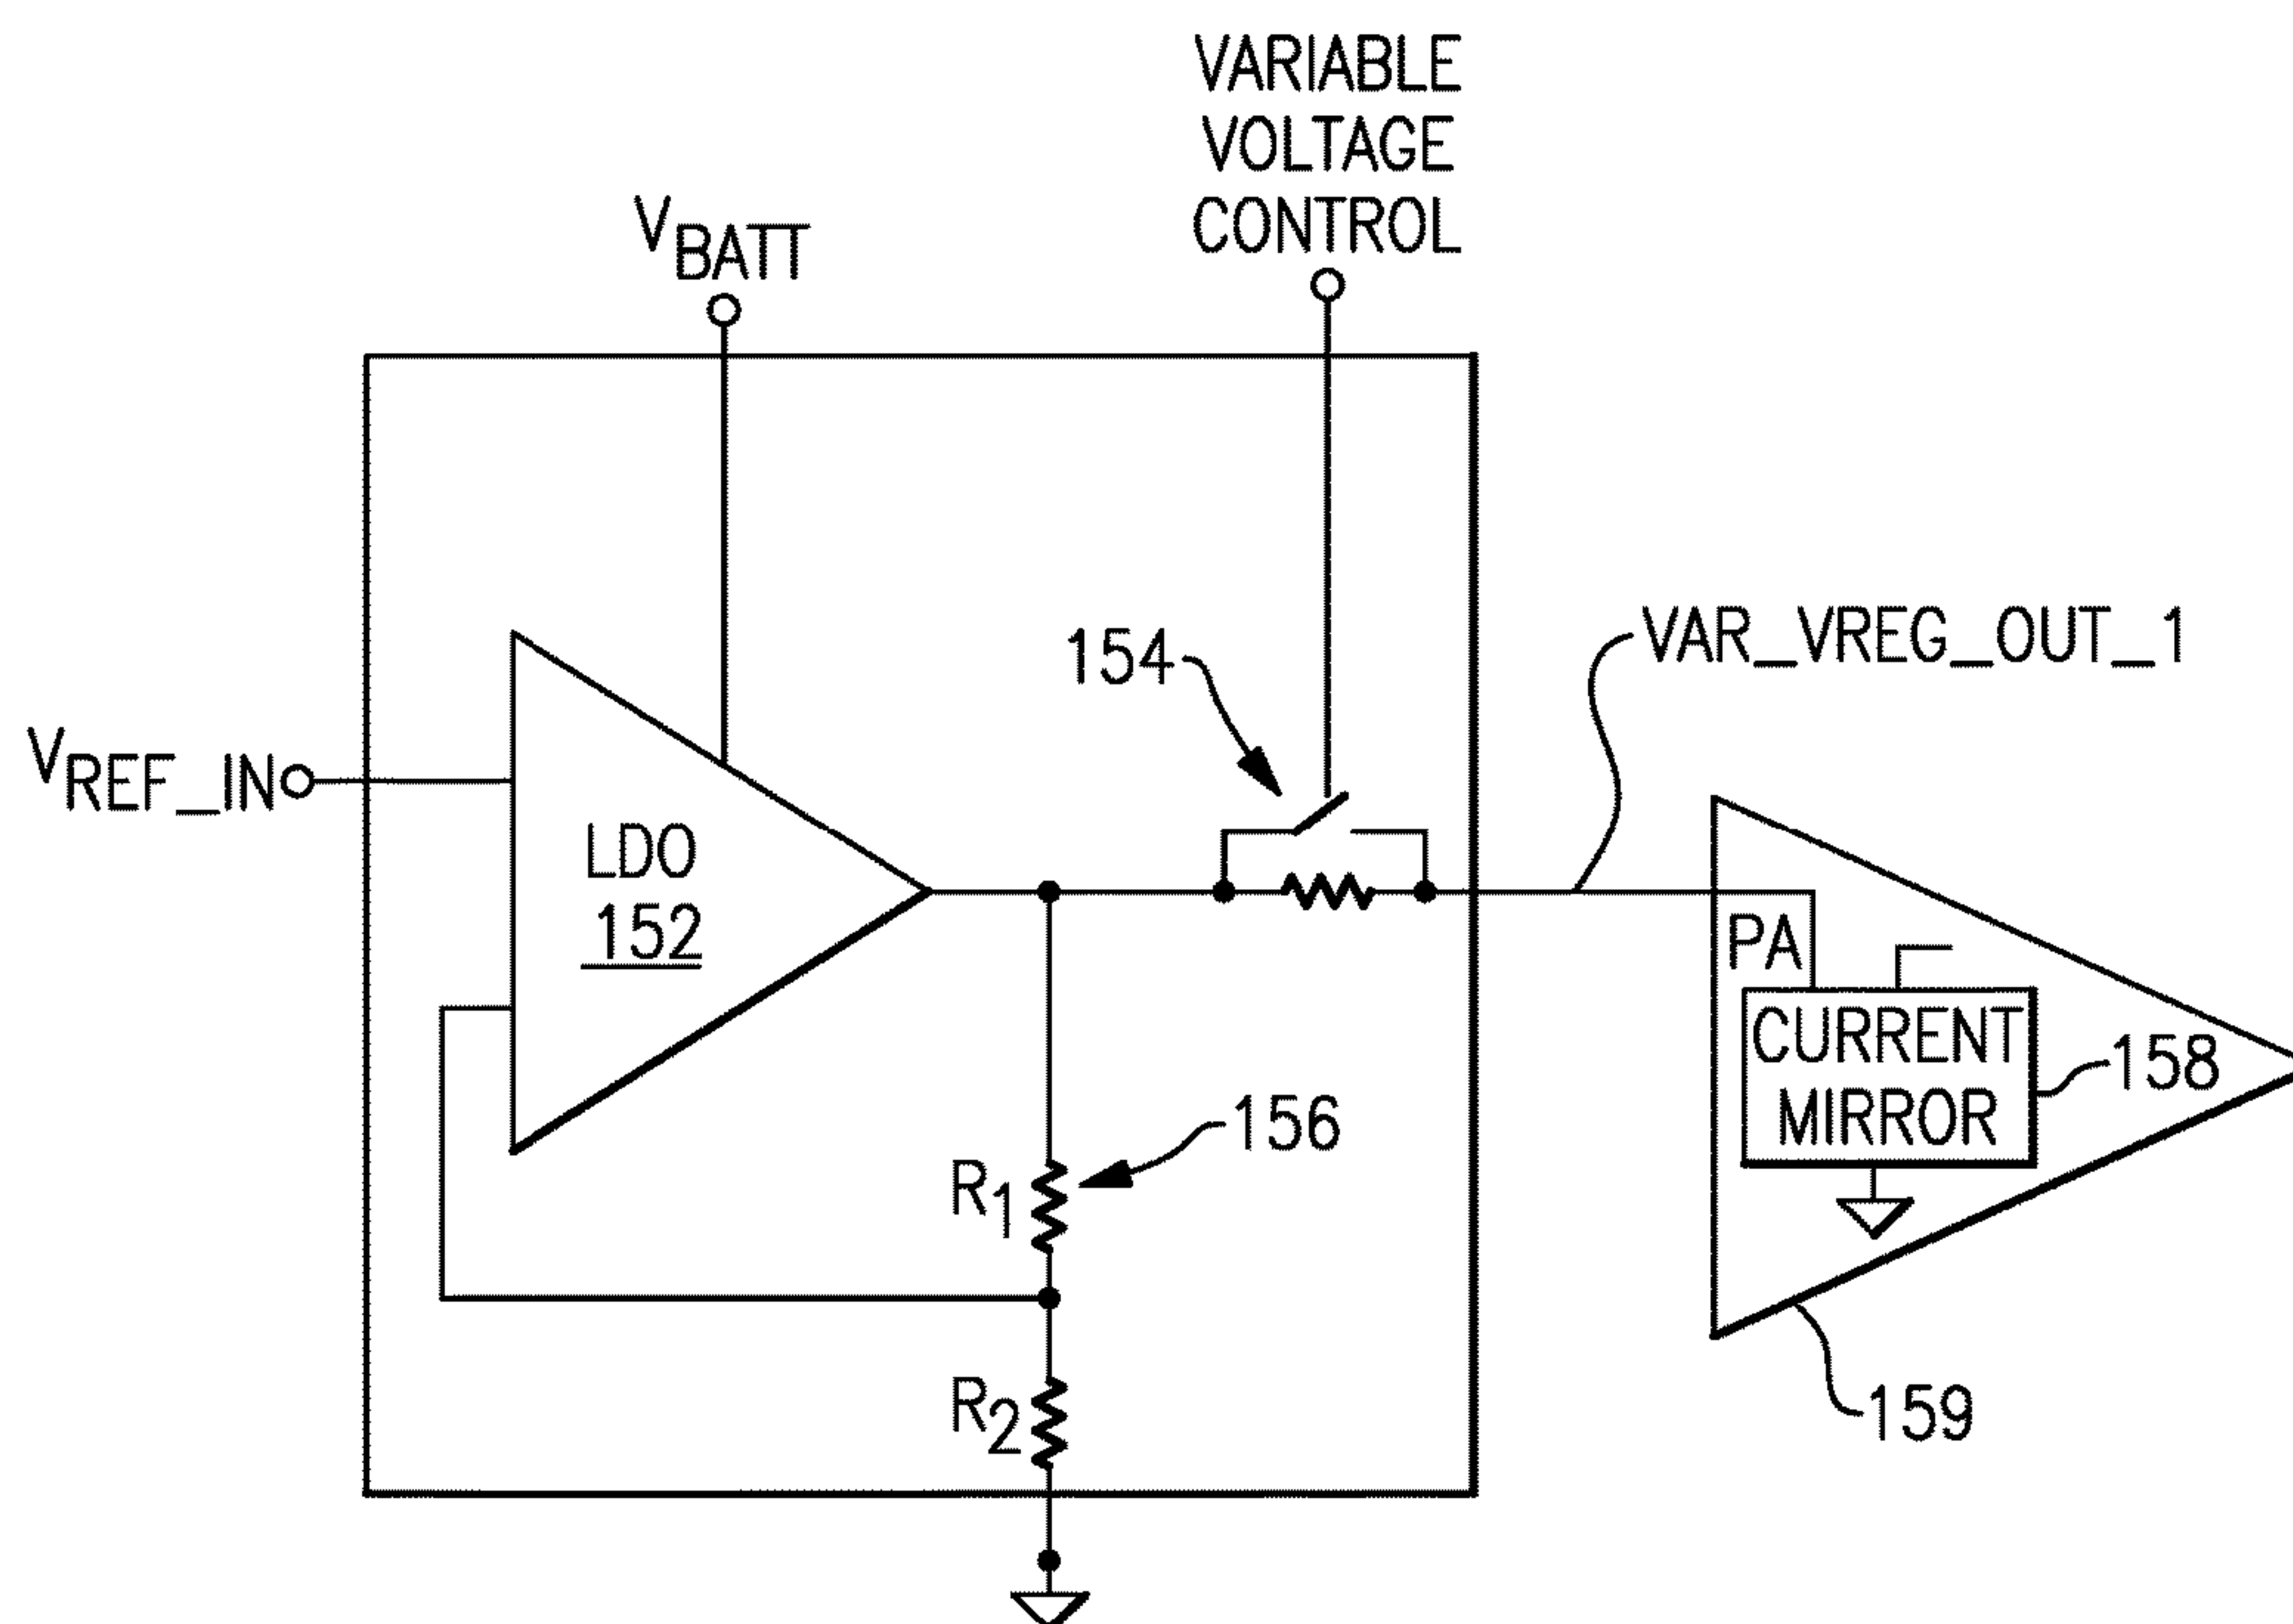 VARIABLE
VOLTAGE
CONTROL
VBATT
154
VAR_VREG_OUT_1
VREF_IN
LDO
152
PA
CURRENT
MIRROR
158
156
R1
R2
159